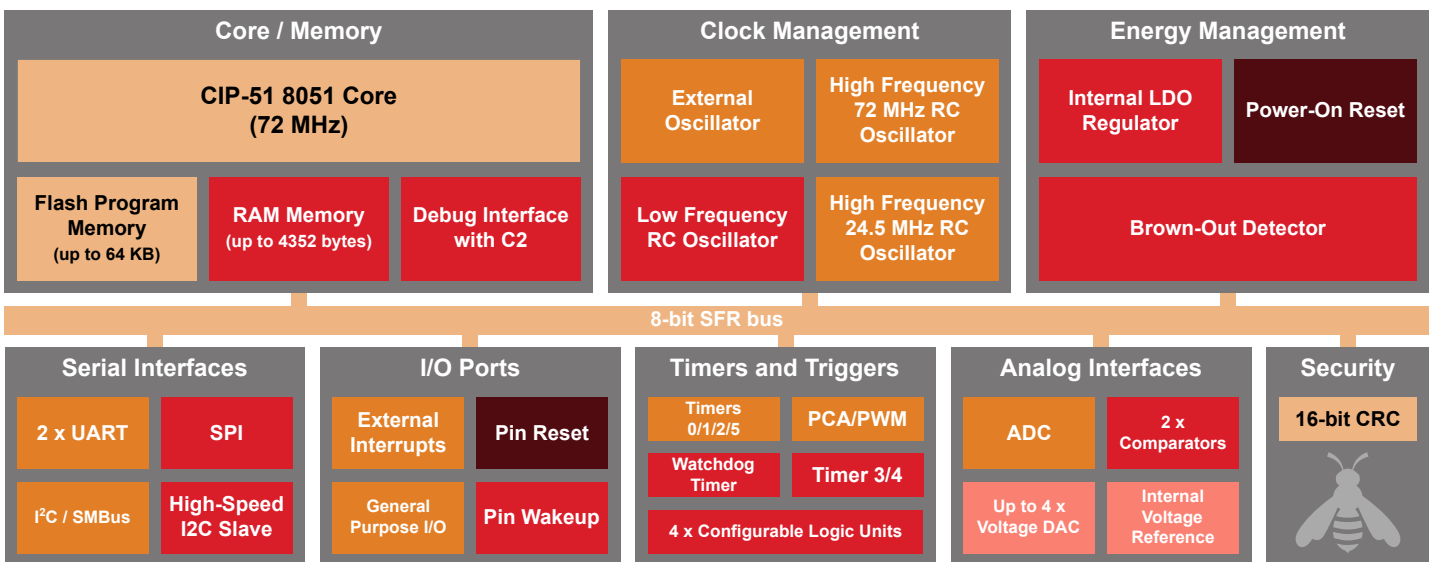 Core / Memory
CIP-51 8051 Core
(72 MHz)
Flash Program
Memory
(up to 64 KB)
RAM Memory
(up to 4352 bytes)
Debug Interface
with C2
Clock Management
External
Oscillator
High Frequency
72 MHz RC
Oscillator
Low Frequency
RC Oscillator
High Frequency
24.5 MHz RC
Oscillator
Energy Management
Internal LDO
Regulator
Power-On Reset
Brown-Out Detector
8-bit SFR bus
Serial Interfaces
2 x UART
SPI
I²C / SMBus
High-Speed
I2C Slave
I/O Ports
External
Interrupts
Pin Reset
General
Purpose I/O
Pin Wakeup
Timers and Triggers
Timers
0/1/2/5
PCA/PWM
Watchdog
Timer
Timer 3/4
4 x Configurable Logic Units
Analog Interfaces
ADC
2 x
Comparators
Up to 4 x
Voltage DAC
Internal
Voltage
Reference
Security
16-bit CRC